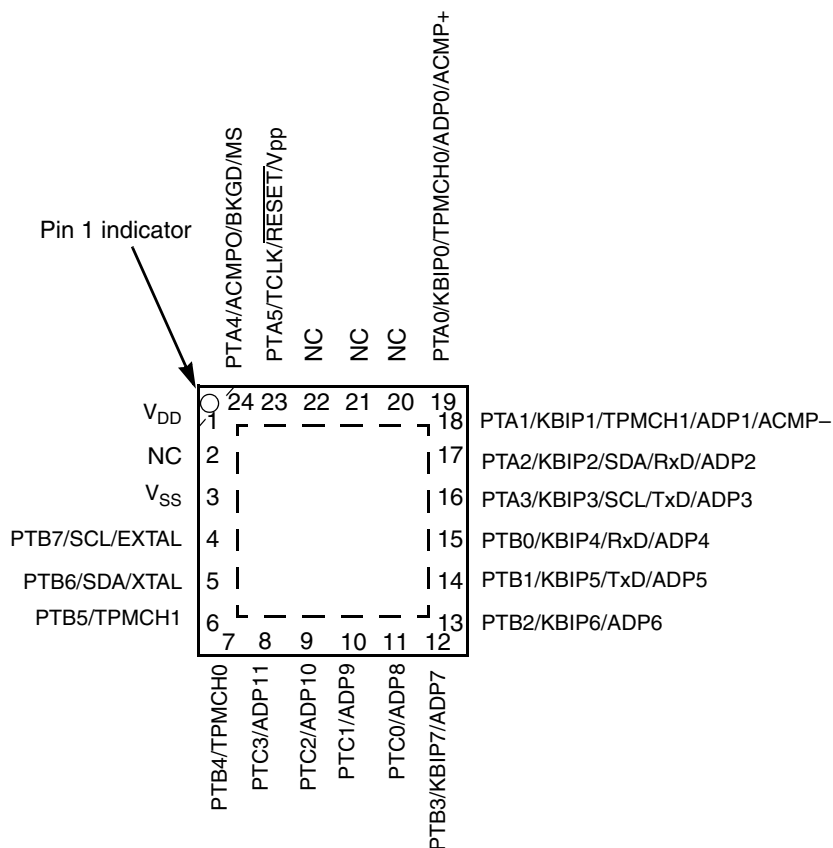 PTA4/ACMPO/BKGD/MS
PTA5/TCLK/RESET/Vpp
NC
NC
NC
PTA0/KBIP0/TPMCH0/ADP0/ACMP+
Pin 1 indicator
24 23 22 21 20 19
VDD 1
18 PTA1/KBIP1/TPMCH1/ADP1/ACMP–
NC 2
17 PTA2/KBIP2/SDA/RxD/ADP2
VSS 3
16 PTA3/KBIP3/SCL/TxD/ADP3
PTB7/SCL/EXTAL 4
15 PTB0/KBIP4/RxD/ADP4
PTB6/SDA/XTAL 5
14 PTB1/KBIP5/TxD/ADP5
PTB5/TPMCH1 6
13 PTB2/KBIP6/ADP6
7 8 9 10 11 12
PTB4/TPMCH0
PTC3/ADP11
PTC2/ADP10
PTC1/ADP9
PTC0/ADP8
PTB3/KBIP7/ADP7